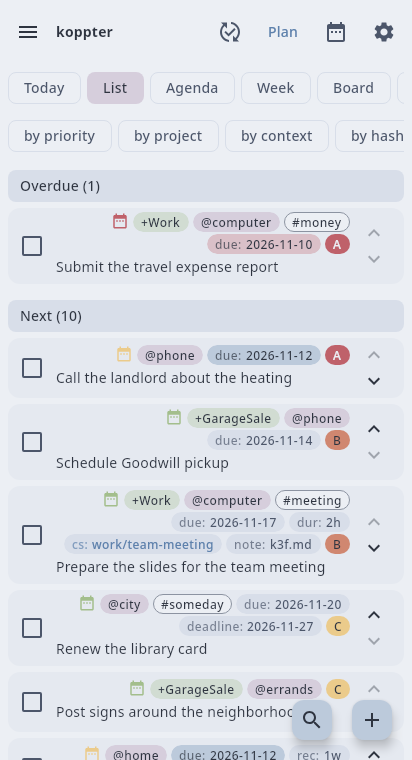 koppter Plan
Today List Agenda Week Board
by priority by project by context by hash
Overdue (1)
+Work @computer #money
due: 2026-11-10 A
Submit the travel expense report
Next (10)
@phone due: 2026-11-12 A
Call the landlord about the heating
+GarageSale @phone
due: 2026-11-14 B
Schedule Goodwill pickup
+Work @computer #meeting
due: 2026-11-17 dur: 2h
cs: work/team-meeting note: k3f.md B
Prepare the slides for the team meeting
@city #someday due: 2026-11-20
deadline: 2026-11-27 C
Renew the library card
+GarageSale @errands C
Post signs around the
@home due: 2026-11-12 rec: 1w